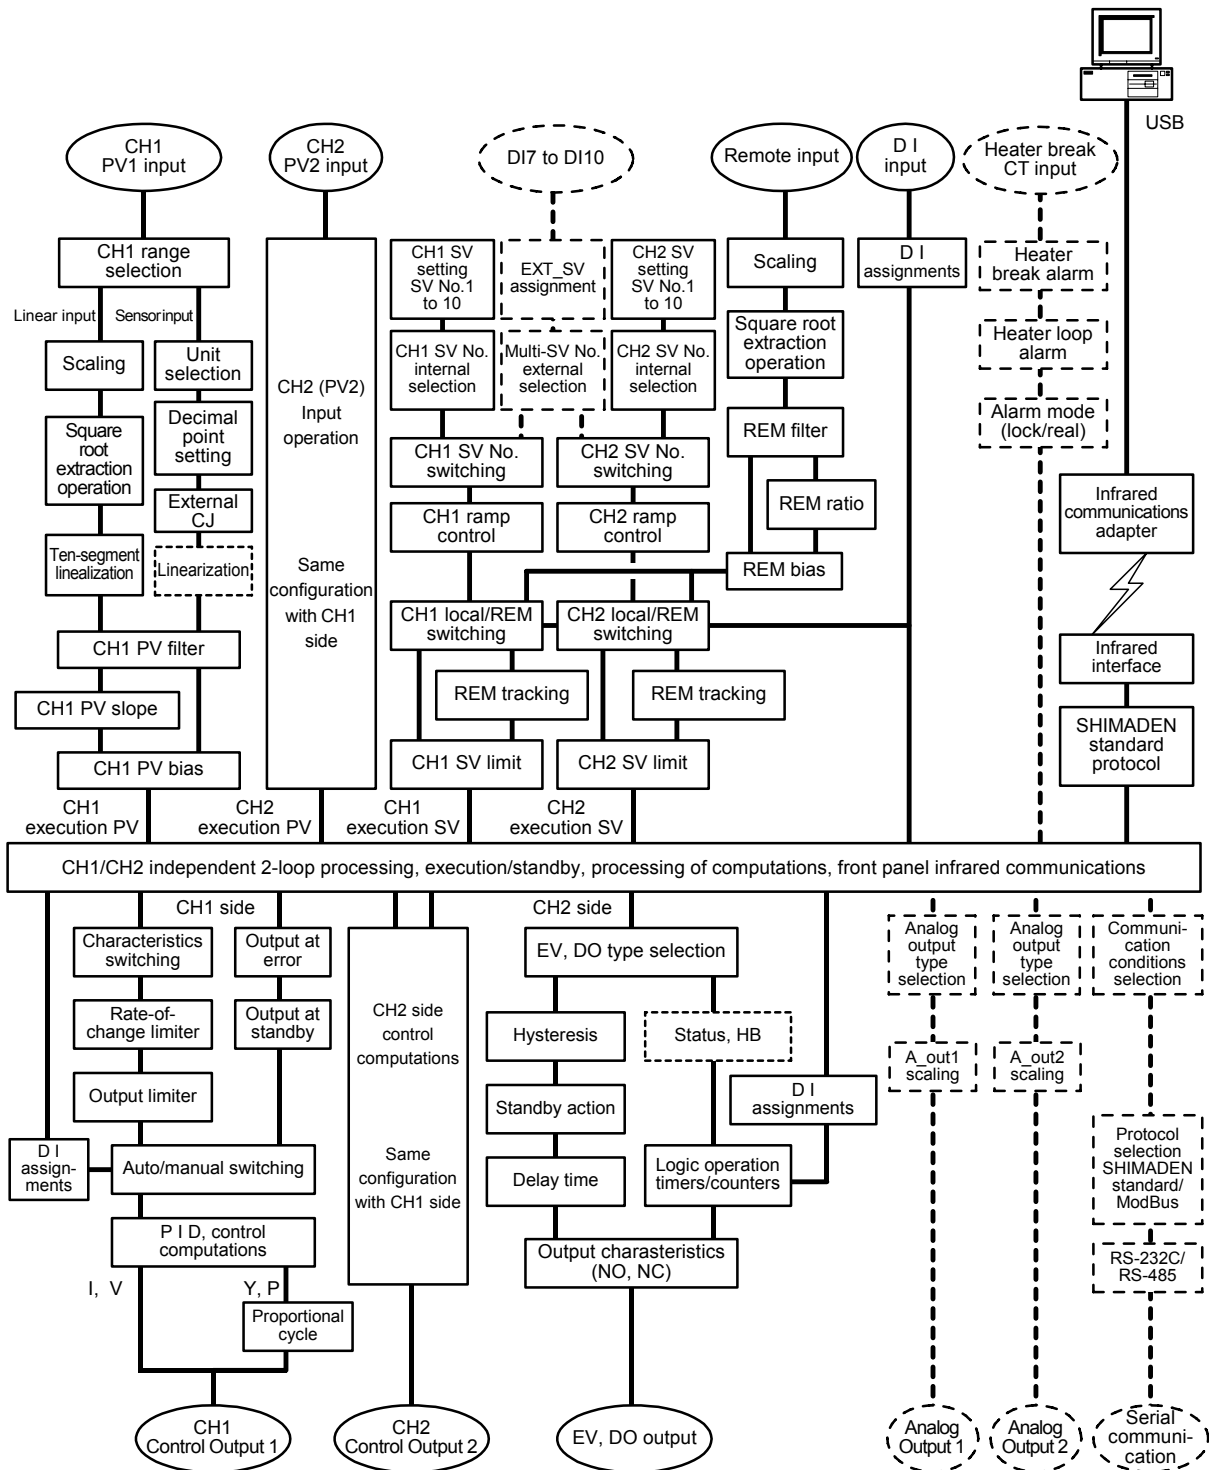 USB
CH1
PV1 input
CH2
PV2 input
DI7 to DI10
Remote input
D I
input
Heater break
CT input
CH1 range
selection
CH1 SV
setting
SV No.1
to 10
EXT_SV
assignment
CH2 SV
setting
SV No.1
to 10
Scaling
D I
assignments
Heater
break alarm
Linear input
Sensorinput
Scaling
Unit
selection
CH1 SV No.
internal
selection
Multi-SV No.
external
selection
CH2 SV No.
internal
selection
Square root
extraction
operation
Heater loop
alarm
CH2 (PV2)
Input
operation
Square
root
extraction
operation
Decimal
point
setting
REM filter
Alarm mode
(lock/real)
CH1 SV No.
switching
CH2 SV No.
switching
External
CJ
CH1 ramp
control
CH2 ramp
control
REM ratio
Infrared
communications
adapter
Ten-segment
linealization
Linearization
Same
configuration
with CH1
side
REM bias
CH1 local/REM
switching
CH2 local/REM
switching
CH1 PV filter
Infrared
interface
CH1 PV slope
REM tracking
REM tracking
SHIMADEN
standard
protocol
CH1 PV bias
CH1 SV limit
CH2 SV limit
CH1
execution PV
CH2
execution PV
CH1
execution SV
CH2
execution SV
CH1/CH2 independent 2-loop processing, execution/standby, processing of computations, front panel infrared communications
CH1 side
CH2 side
Characteristics
switching
Output at
error
EV, DO type selection
Analog
output
type
selection
Analog
output
type
selection
Communi-
cation
conditions
selection
Rate-of-
change limiter
Output at
standby
CH2 side
control
computations
Hysteresis
Status, HB
A_out1
scaling
A_out2
scaling
Output limiter
Standby action
D I
assignments
D I
assign-
ments
Auto/manual switching
Same
configuration
with CH1 side
Delay time
Logic operation
timers/counters
Protocol
selection
SHIMADEN
standard/
ModBus
P I D, control
computations
Output charasteristics
(NO, NC)
RS-232C/
RS-485
I, V
Y, P
Proportional
cycle
CH1
Control Output 1
CH2
Control Output 2
EV, DO output
Analog
Output 1
Analog
Output 2
Serial
communi-
cation